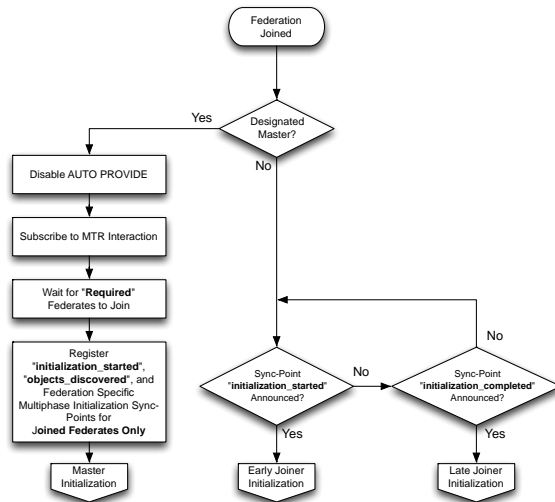 Federation
Joined
Designated
Master?
Yes
No
Disable AUTO PROVIDE
Subscribe to MTR Interaction
Wait for "Required"
Federates to Join
Register
"initialization_started",
"objects_discovered", and
Federation Specific
Multiphase Initialization Sync-
Points for
Joined Federates Only
Master
Initialization
Sync-Point
"initialization_started"
Announced?
No
Yes
Early Joiner
Initialization
No
Sync-Point
"initialization_completed"
Announced?
Yes
Late Joiner
Initialization